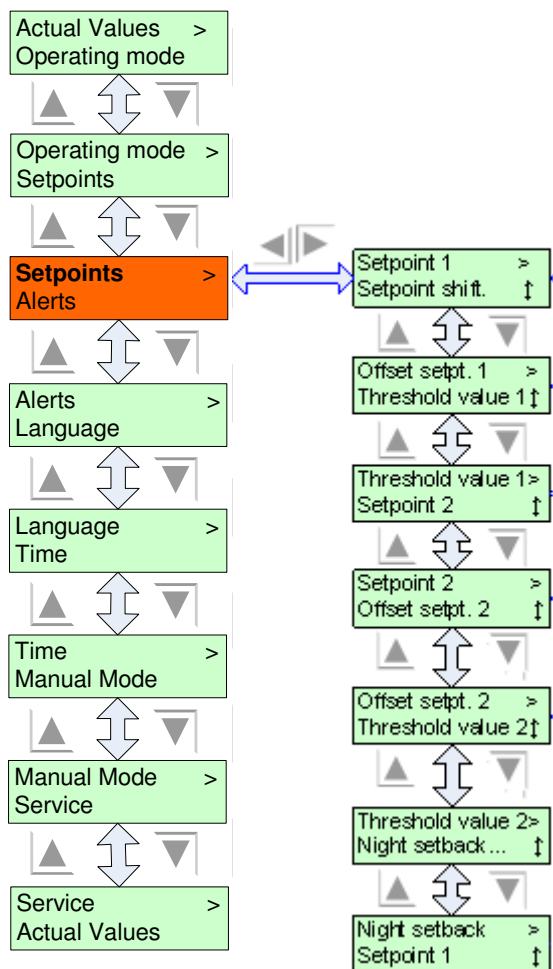 Actual Values >
Operating mode
Operating mode >
Setpoints
Setpoints >
Alerts
Alerts >
Language
Language >
Time
Time >
Manual Mode
Manual Mode >
Service
Service >
Actual Values
Setpoint 1 >
Setpoint shift. ↕
Offset setpt. 1 >
Threshold value 1↕
Threshold value 1>
Setpoint 2 ↕
Setpoint 2 >
Offset setpt. 2 ↕
Offset setpt. 2 >
Threshold value 2↕
Threshold value 2>
Night setback... ↕
Night setback >
Setpoint 1 ↕